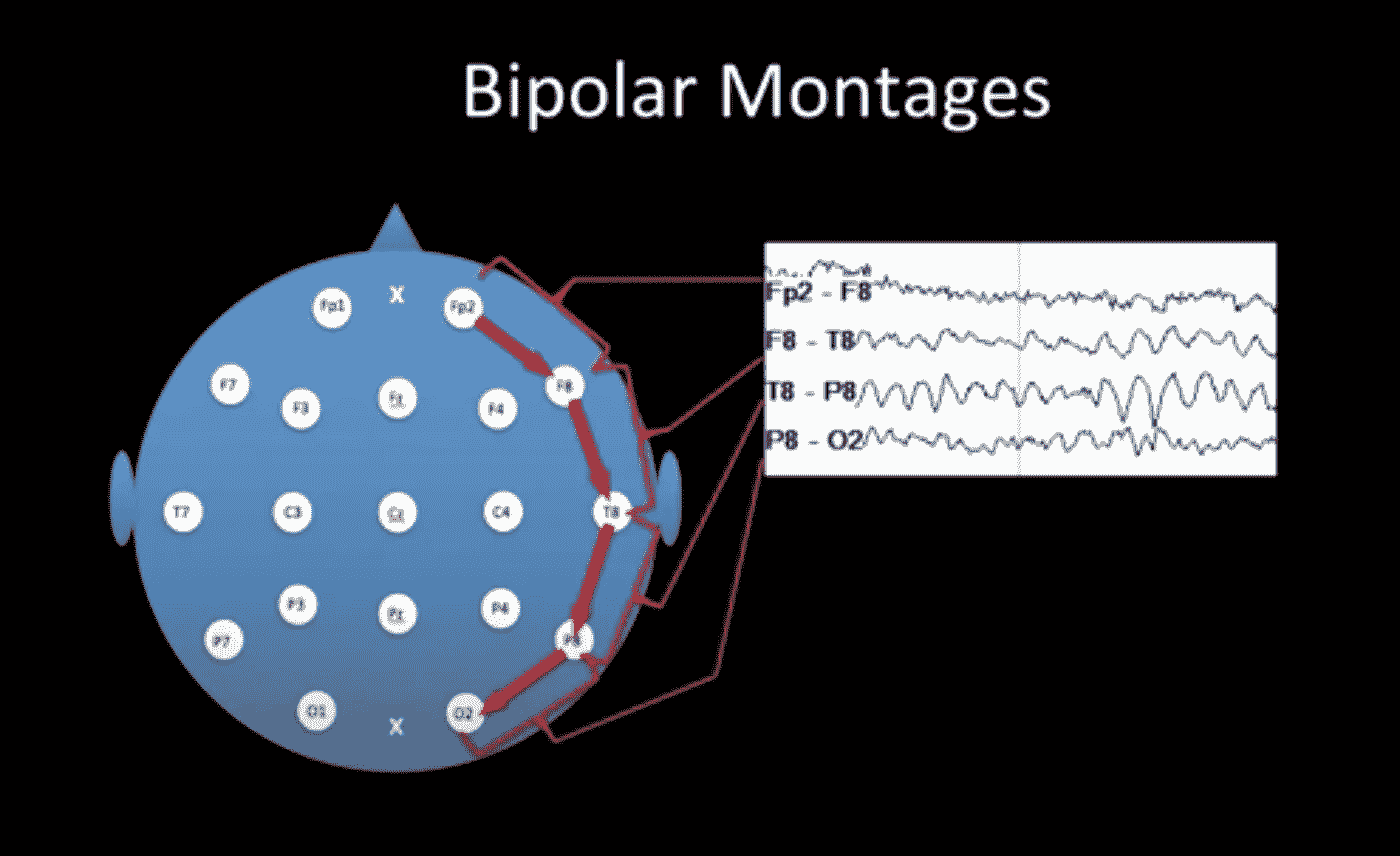 Bipolar Montages
X
Fp1
Fp2
F7
F3
Fz
F4
F8
T7
C3
Cz
C4
T8
P7
P3
Pz
P4
P8
O1
X
O2
Fp2 - F8
F8 - T8
T8 - P8
P8 - O2